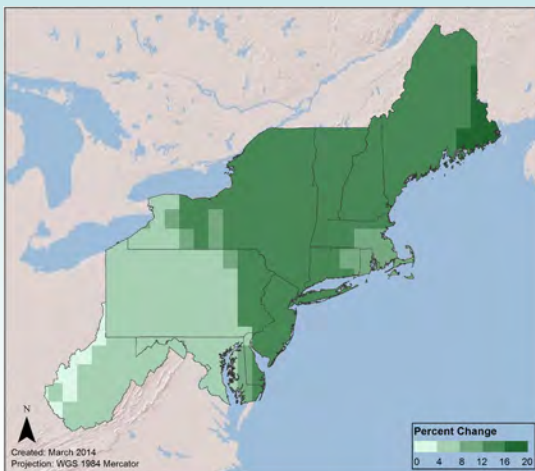 N
Created: March 2014
Projection: WGS 1984 Mercator
Percent Change
0 4 8 12 16 20